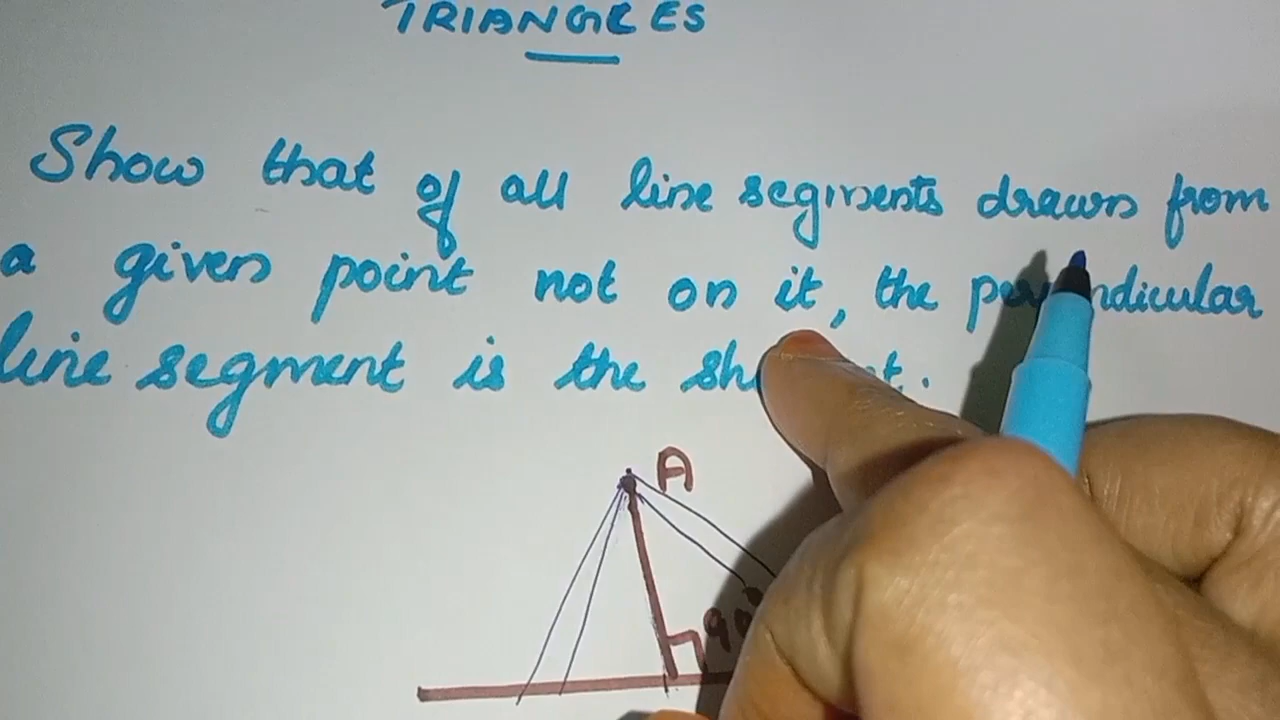 TRIANGLES
Show that of all line segments drawn from
a given point not on it, the perpendicular
line segment is the
A